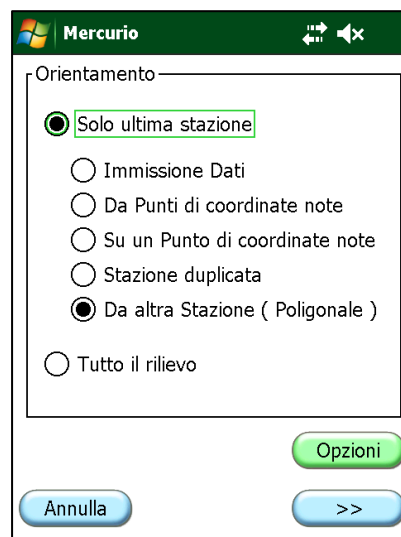 Mercurio
Orientamento
Solo ultima stazione
Immissione Dati
Da Punti di coordinate note
Su un Punto di coordinate note
Stazione duplicata
Da altra Stazione ( Poligonale )
Tutto il rilievo
Opzioni
Annulla
>>